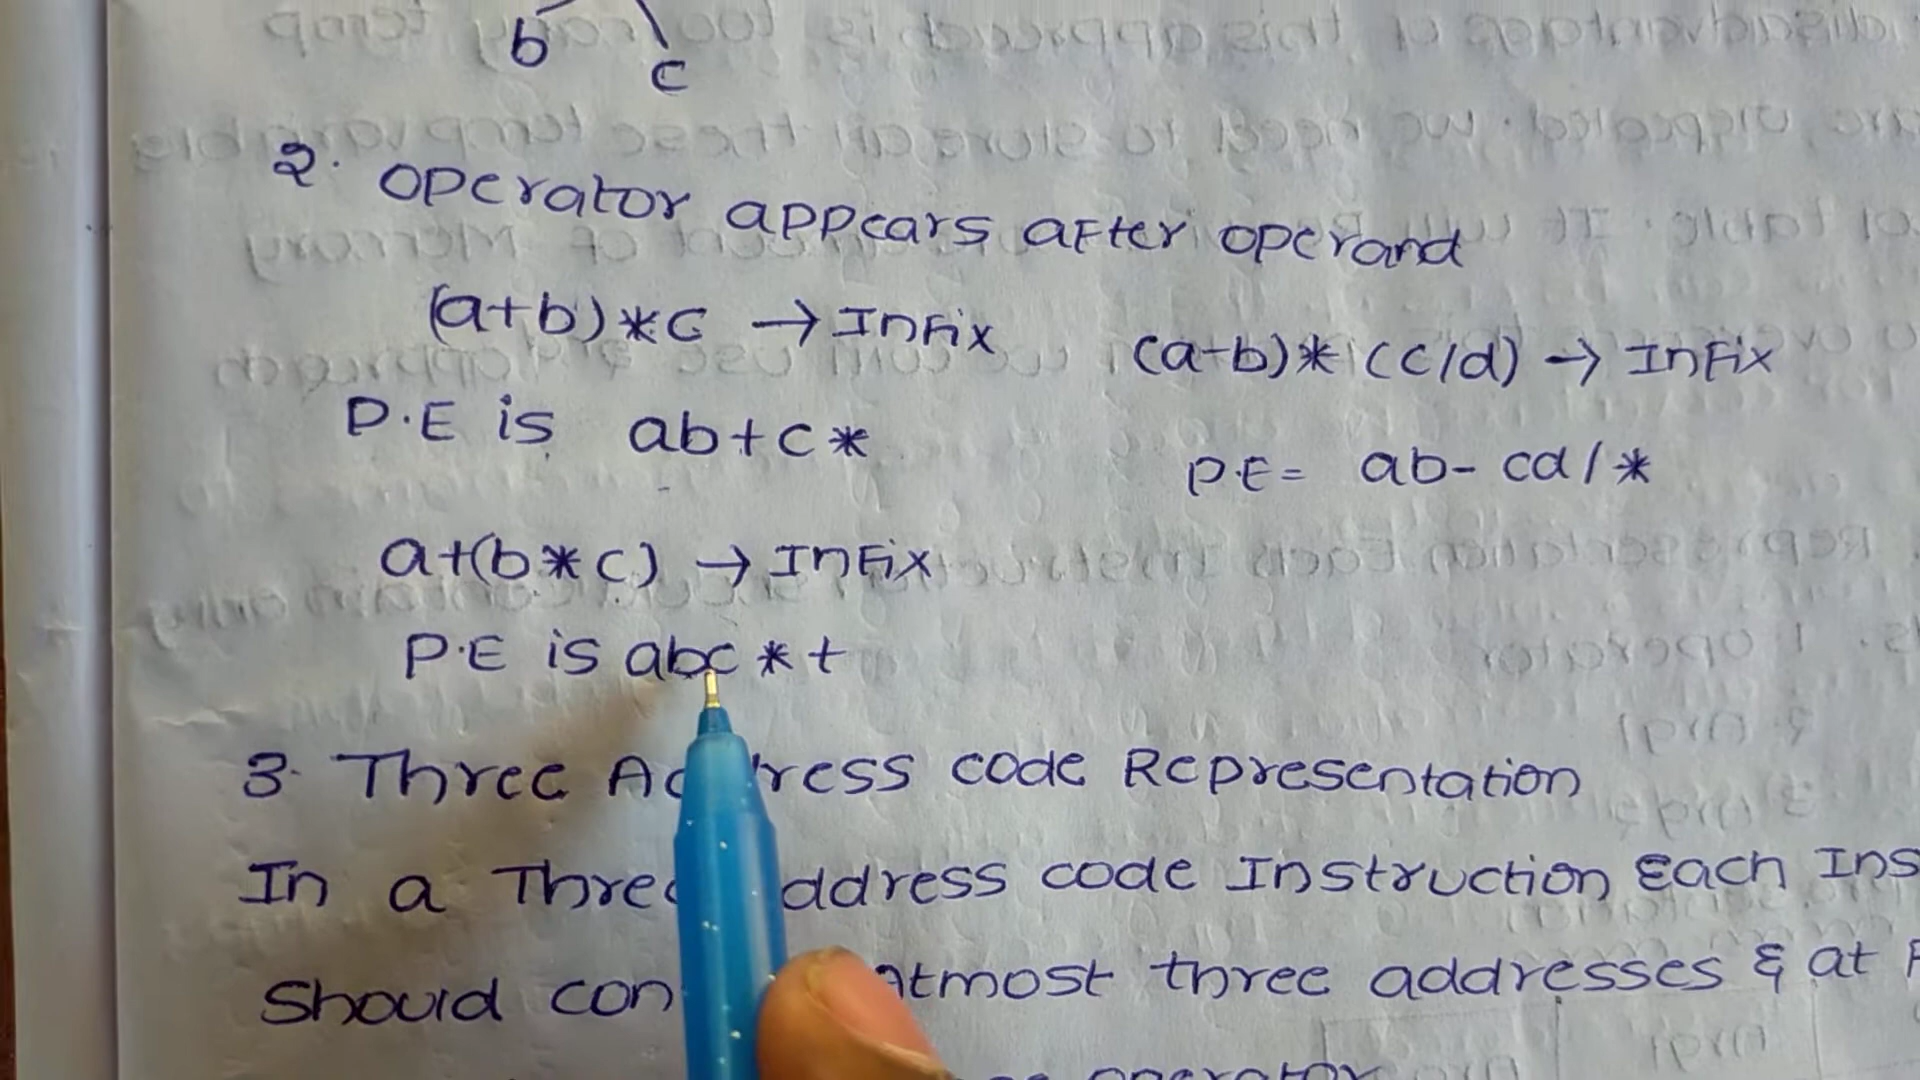 b
c
2. Operator appears after operand
(a+b)*c → Infix
(a-b)* (c/d) → Infix
P.E is ab+c*
P.E= ab- cd/*
a+(b*c) → Infix
P.E is abc*+
3. Three Address code Representation
In a Three Address code Instruction Each Ins
Should con atmost three addresses & at
operator